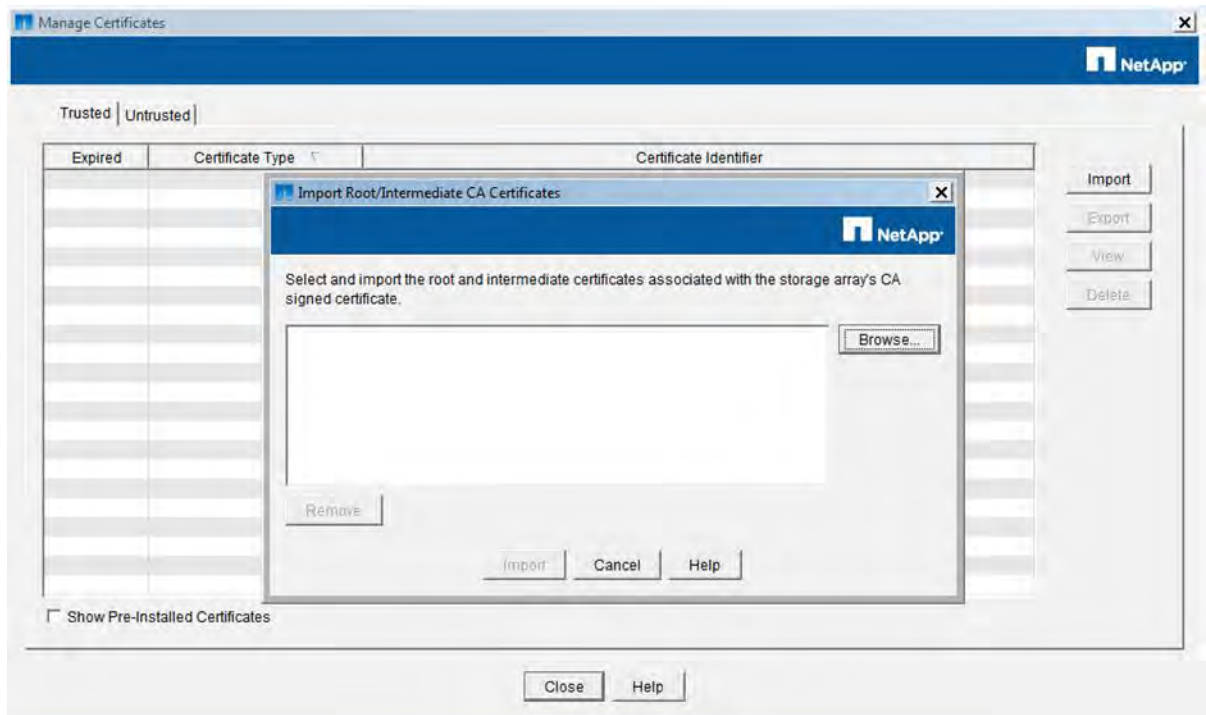 Manage Certificates
NetApp
Trusted Untrusted
Expired Certificate Type Certificate Identifier
Import
Export
View
Delete
Import Root/Intermediate CA Certificates
NetApp
Select and import the root and intermediate certificates associated with the storage array's CA
signed certificate.
Browse...
Remove
Import Cancel Help
Show Pre-Installed Certificates
Close Help